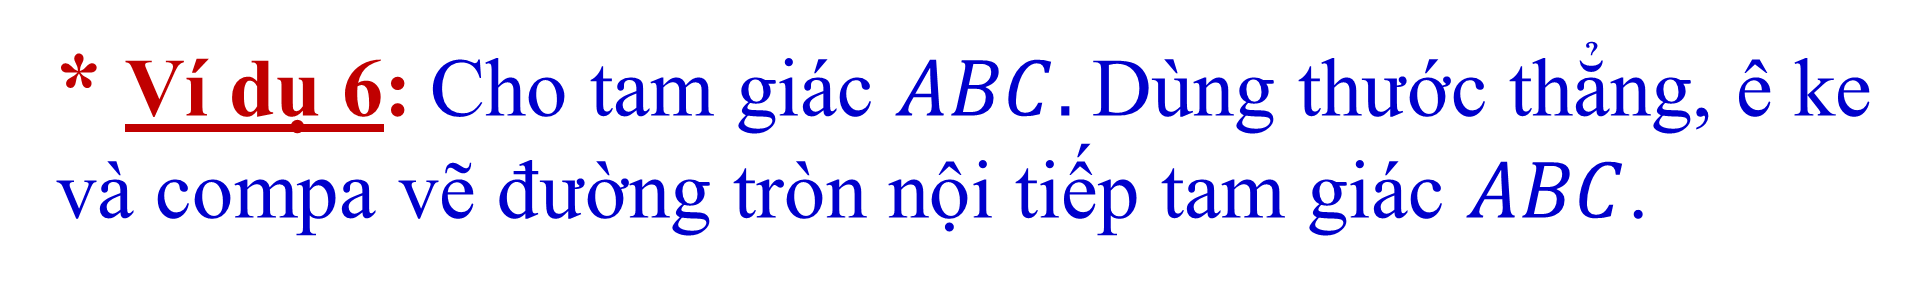 * Ví dụ 6: Cho tam giác ABC. Dùng thước thẳng, ê ke
và compa vẽ đường tròn nội tiếp tam giác ABC.